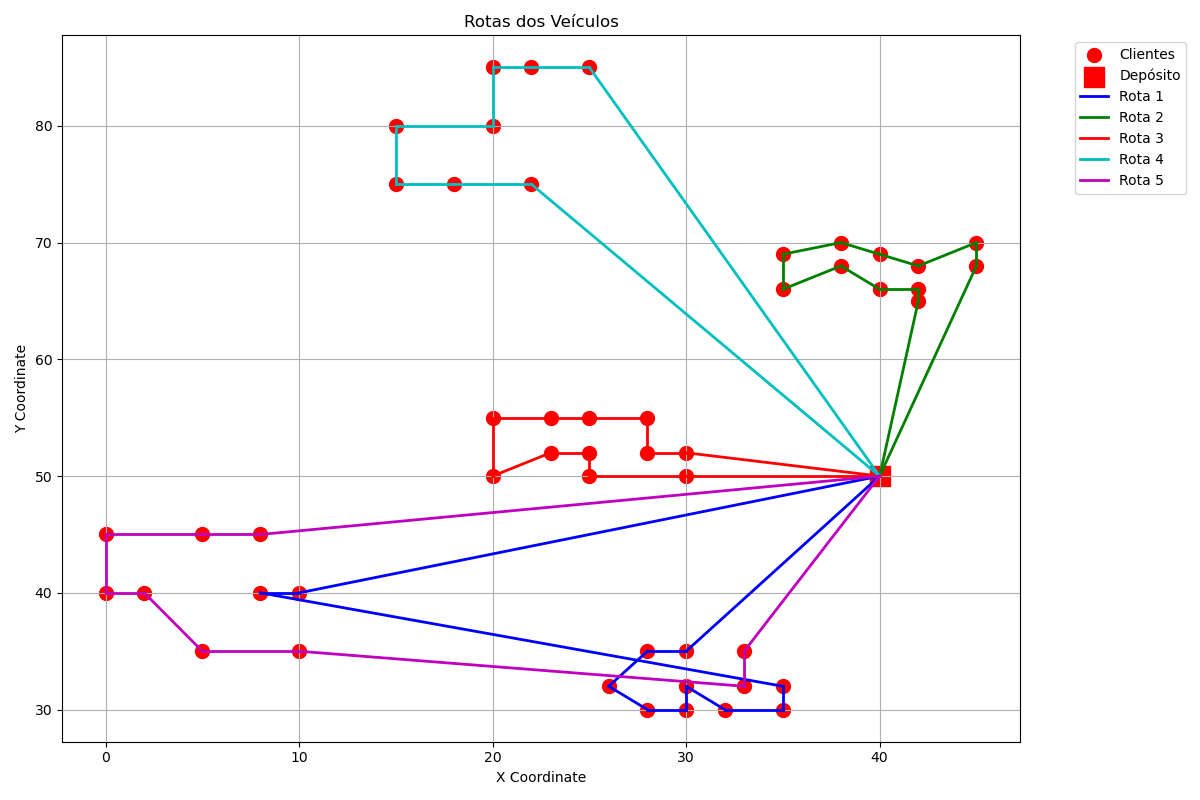 Rotas dos Veículos
Clientes
Depósito
Rota 1
Rota 2
Rota 3
Rota 4
Rota 5
Y Coordinate
80
70
60
50
40
30
0 10 20 30 40
X Coordinate